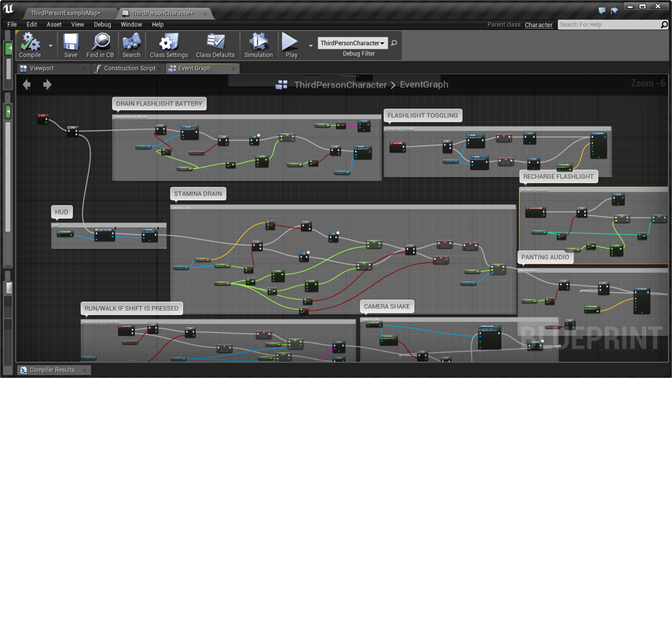 ThirdPersonExampleMap*
ThirdPersonCharacter*
File Edit Asset View Debug Window Help
Parent class: Character
Search For Help
Compile Save Find in CB Search Class Settings Class Defaults Simulation Play
ThirdPersonCharacter
Debug Filter
Viewport
Construction Script
Event Graph
ThirdPersonCharacter > EventGraph
Zoom -6
DRAIN FLASHLIGHT BATTERY
FLASHLIGHT TOGGLING
RECHARGE FLASHLIGHT
STAMINA DRAIN
HUD
PANTING AUDIO
RUN/WALK IF SHIFT IS PRESSED
CAMERA SHAKE
BLUEPRINT
Compiler Results